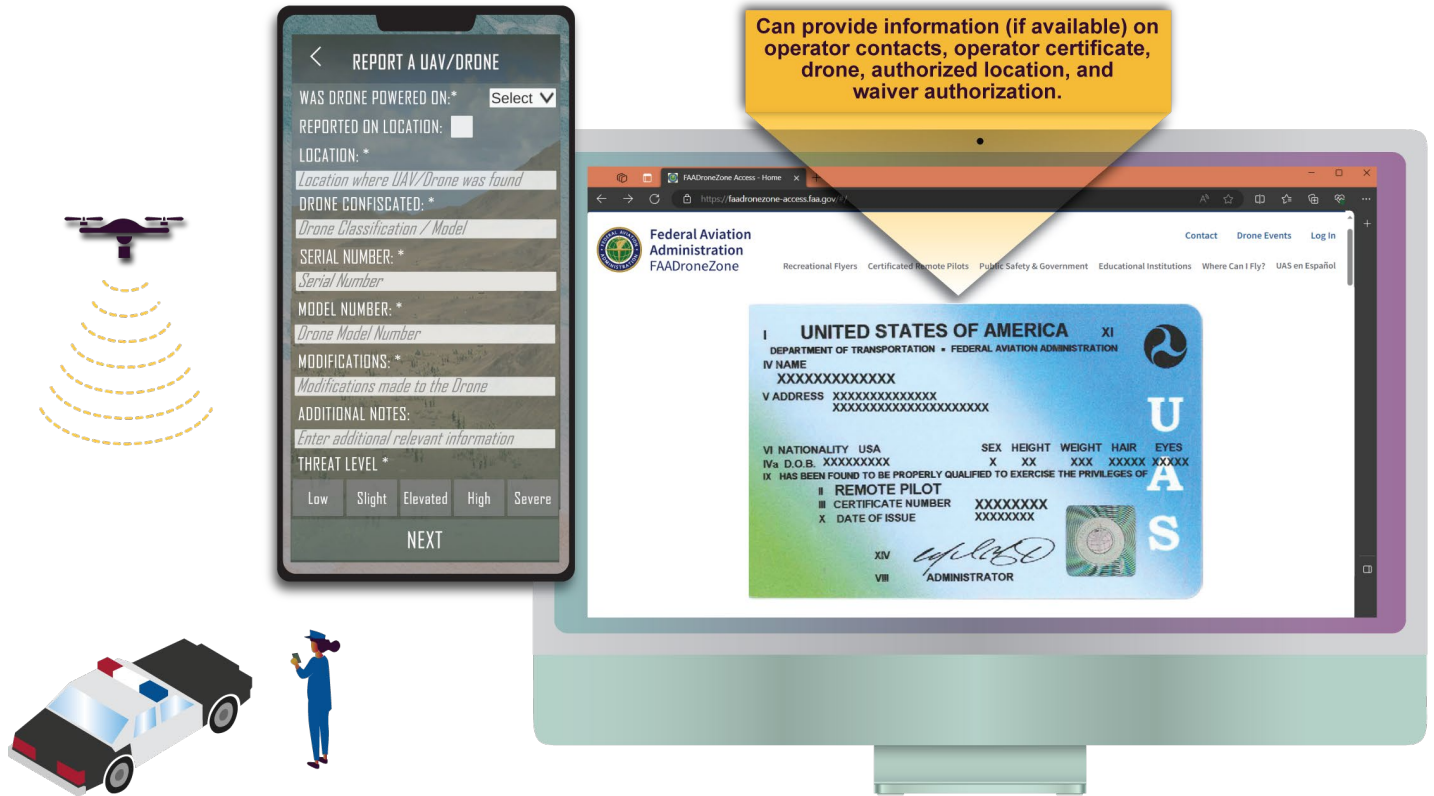 REPORT A UAV/DRONE
WAS DRONE POWERED ON:* Select
REPORTED ON LOCATION:
LOCATION: *
Location where UAV/Drone was found
DRONE CONFISCATED: *
Drone Classification / Model
SERIAL NUMBER: *
Serial Number
MODEL NUMBER: *
Drone Model Number
MODIFICATIONS: *
Modifications made to the Drone
ADDITIONAL NOTES:
Enter additional relevant information
THREAT LEVEL *
Low Slight Elevated High Severe
NEXT
Can provide information (if available) on
operator contacts, operator certificate,
drone, authorized location, and
waiver authorization.
FAADroneZone Access - Home
https://faadronezone-access.faa.gov/#/
Federal Aviation
Administration
FAADroneZone
Contact Drone Events Log In
Recreational Flyers Certificated Remote Pilots Public Safety & Government Educational Institutions Where Can I Fly? UAS en Español
I UNITED STATES OF AMERICA XI
DEPARTMENT OF TRANSPORTATION • FEDERAL AVIATION ADMINISTRATION
IV NAME
XXXXXXXXXXXXX
V ADDRESS XXXXXXXXXXXXX
XXXXXXXXXXXXXXXXXXX
VI NATIONALITY USA SEX HEIGHT WEIGHT HAIR EYES
IVa D.O.B. XXXXXXXXX X XX XXX XXXXX XXXXX
IX HAS BEEN FOUND TO BE PROPERLY QUALIFIED TO EXERCISE THE PRIVILEGES OF
II REMOTE PILOT
III CERTIFICATE NUMBER XXXXXXXX
X DATE OF ISSUE XXXXXXXX
XIV
VIII ADMINISTRATOR
UAS